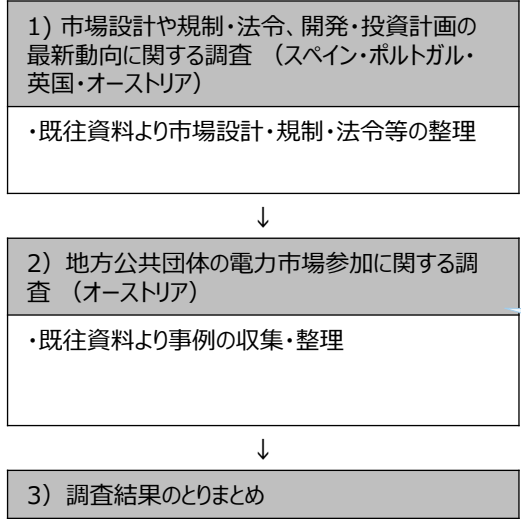 1) 市場設計や規制・法令、開発・投資計画の
最新動向に関する調査 （スペイン・ポルトガル・
英国・オーストリア）
・既往資料より市場設計・規制・法令等の整理
↓
2）地方公共団体の電力市場参加に関する調
査 （オーストリア）
・既往資料より事例の収集・整理
↓
3）調査結果のとりまとめ